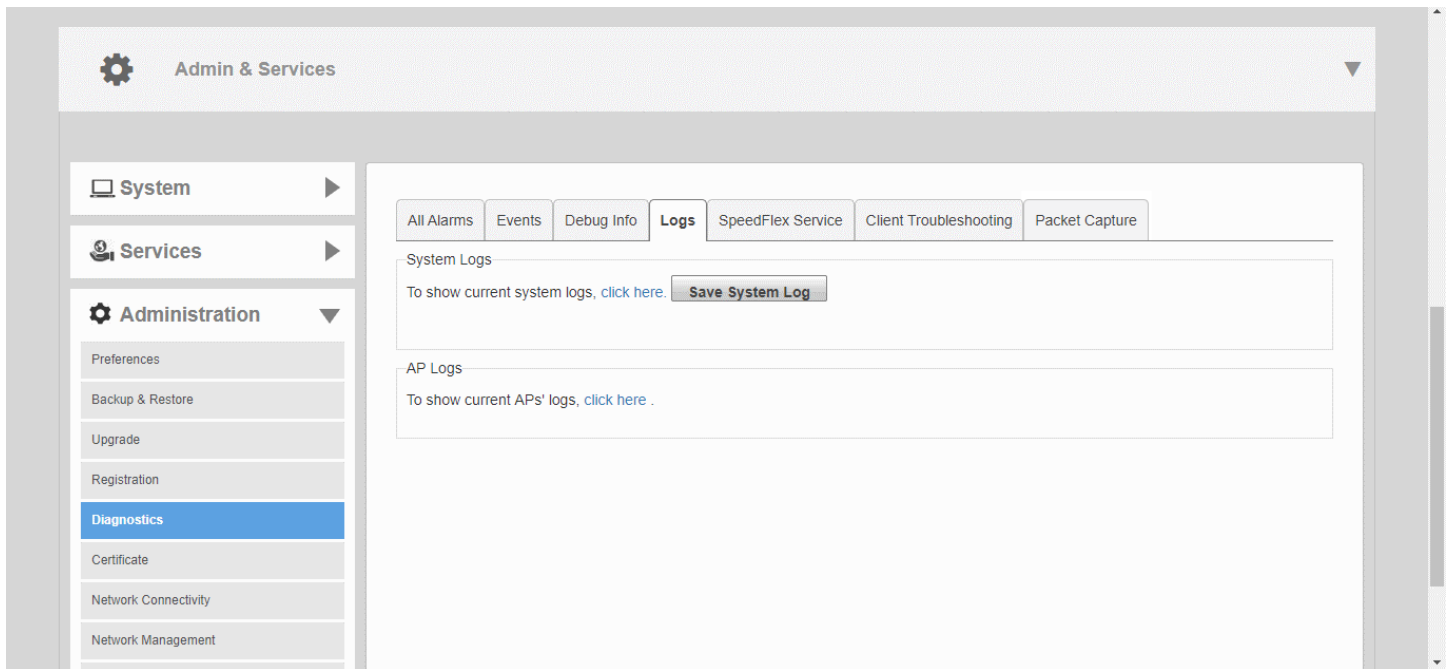 Admin & Services
System
Services
Administration
Preferences
Backup & Restore
Upgrade
Registration
Diagnostics
Certificate
Network Connectivity
Network Management
All Alarms Events Debug Info Logs SpeedFlex Service Client Troubleshooting Packet Capture
System Logs
To show current system logs, click here. Save System Log
AP Logs
To show current APs' logs, click here .